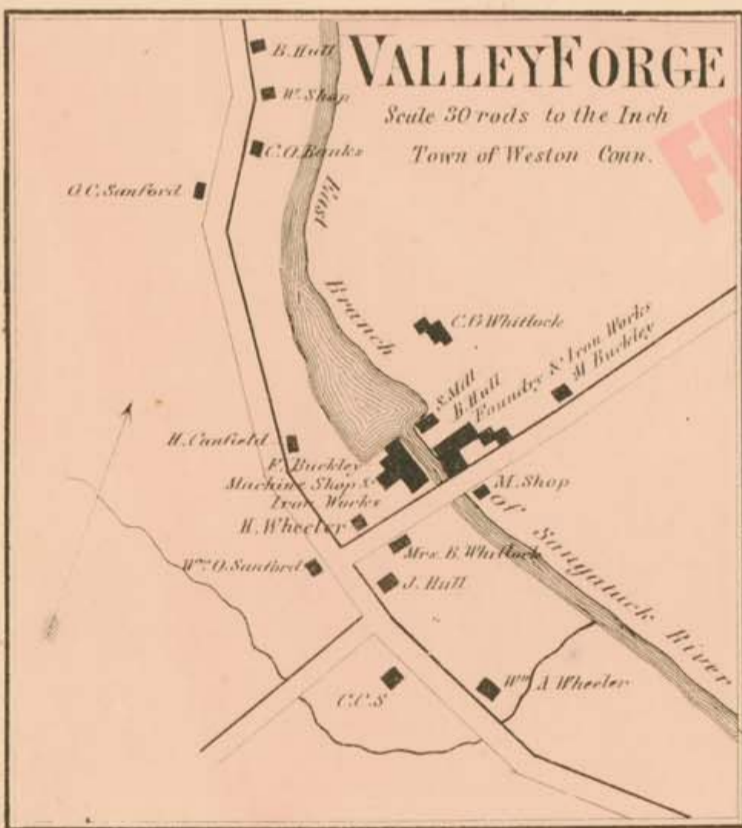 VALLEY FORGE
Scale 30 rods to the Inch
Town of Weston Conn.
B. Hull
W. Shop
C. O. Banks
O. C. Sanford
East
Branch
C. O. Whitlock
S. Mill
B. Hull
Foundry & Iron Works
M Buckley
H. Canfield
F. Buckley
Machine Shop &
Iron Works
H. Wheeler
M. Shop
of
Saugatuck River
Mrs. B. Whitlock
Wm. O. Sanford
J. Hull
C. C. S
Wm. A Wheeler